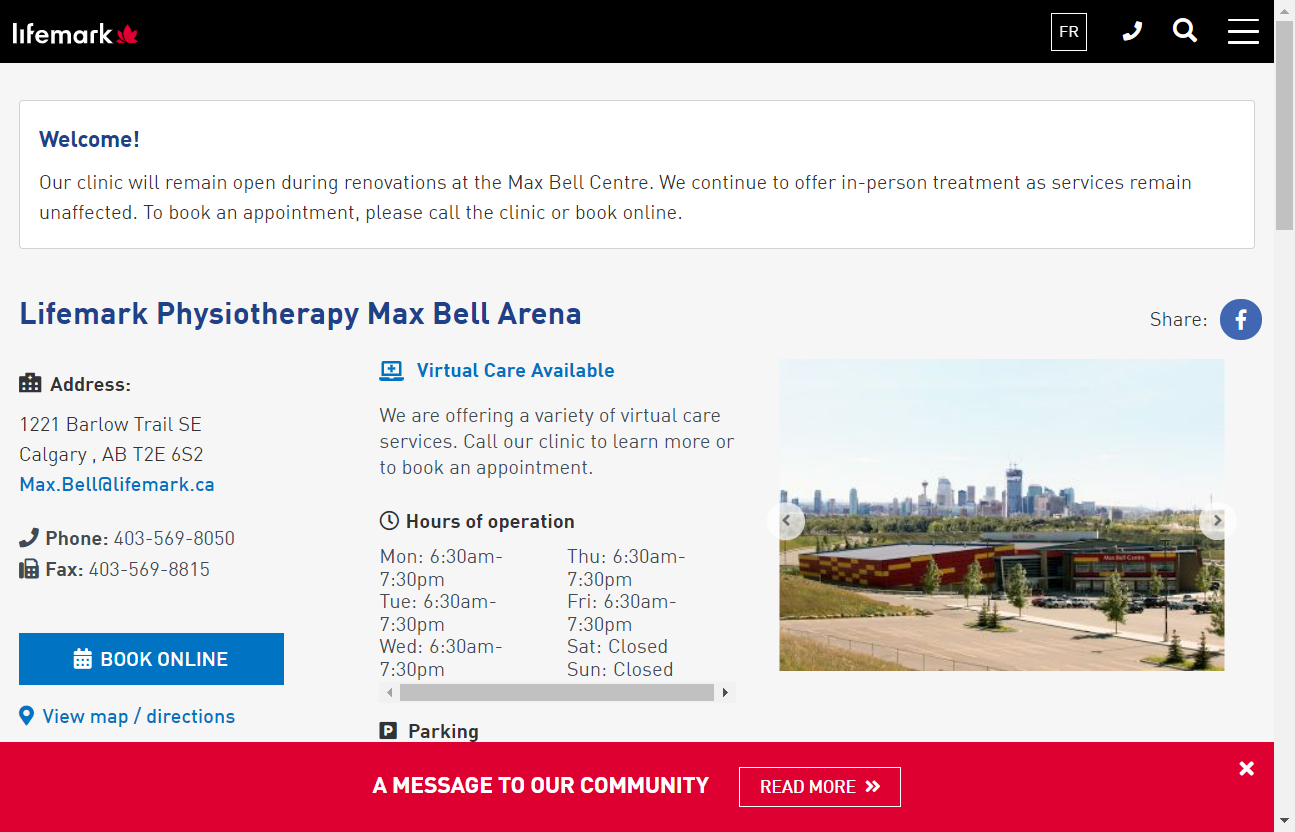 lifemark
FR
Welcome!
Our clinic will remain open during renovations at the Max Bell Centre. We continue to offer in-person treatment as services remain
unaffected. To book an appointment, please call the clinic or book online.
Lifemark Physiotherapy Max Bell Arena
Share:
Address:
1221 Barlow Trail SE
Calgary , AB T2E 6S2
Max.Bell@lifemark.ca
Phone: 403-569-8050
Fax: 403-569-8815
BOOK ONLINE
View map / directions
Virtual Care Available
We are offering a variety of virtual care
services. Call our clinic to learn more or
to book an appointment.
Hours of operation
Mon: 6:30am-
7:30pm
Tue: 6:30am-
7:30pm
Wed: 6:30am-
7:30pm
Thu: 6:30am-
7:30pm
Fri: 6:30am-
7:30pm
Sat: Closed
Sun: Closed
Parking
Max Bell Centre
A MESSAGE TO OUR COMMUNITY
READ MORE